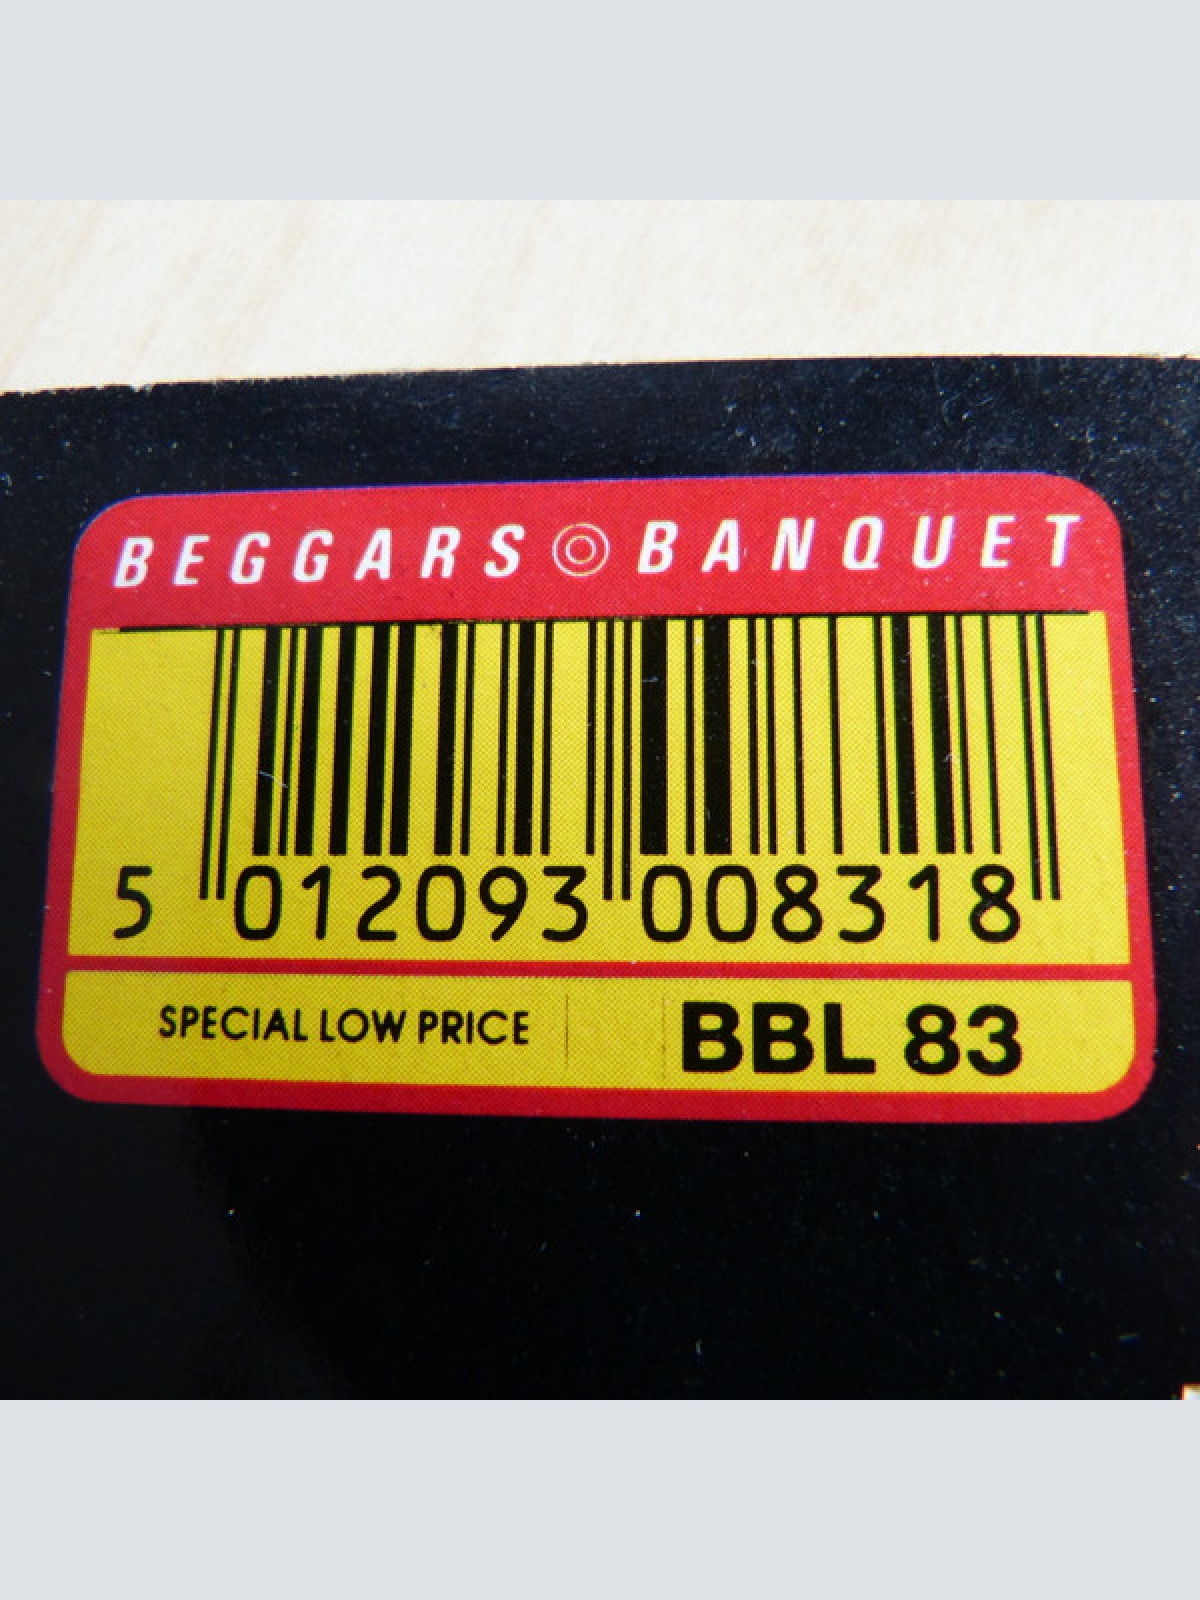 BEGGARS BANQUET
5 012093 008318
SPECIAL LOW PRICE BBL 83